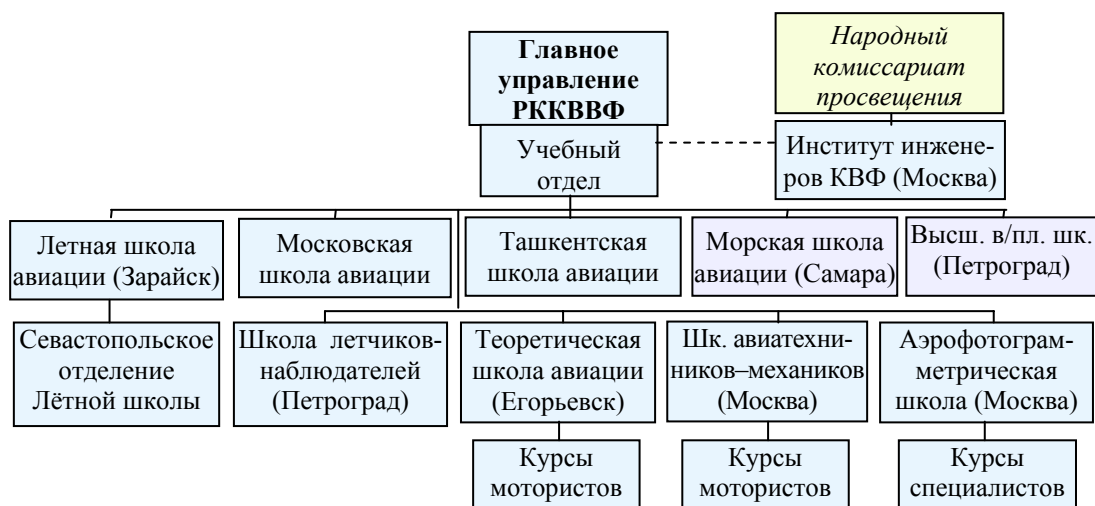 Главное
управление
РККВВФ
Народный
комиссариат
просвещения
Учебный
отдел
Институт инжене-
ров КВФ (Москва)
Летная школа
авиации (Зарайск)
Московская
школа авиации
Ташкентская
школа авиации
Морская школа
авиации (Самара)
Высш. в/пл. шк.
(Петроград)
Севастопольское
отделение
Лётной школы
Школа летчиков-
наблюдателей
(Петроград)
Теоретическая
школа авиации
(Егорьевск)
Шк. авиатехни-
ников–механиков
(Москва)
Аэрофотограм-
метрическая
школа (Москва)
Курсы
мотористов
Курсы
мотористов
Курсы
специалистов